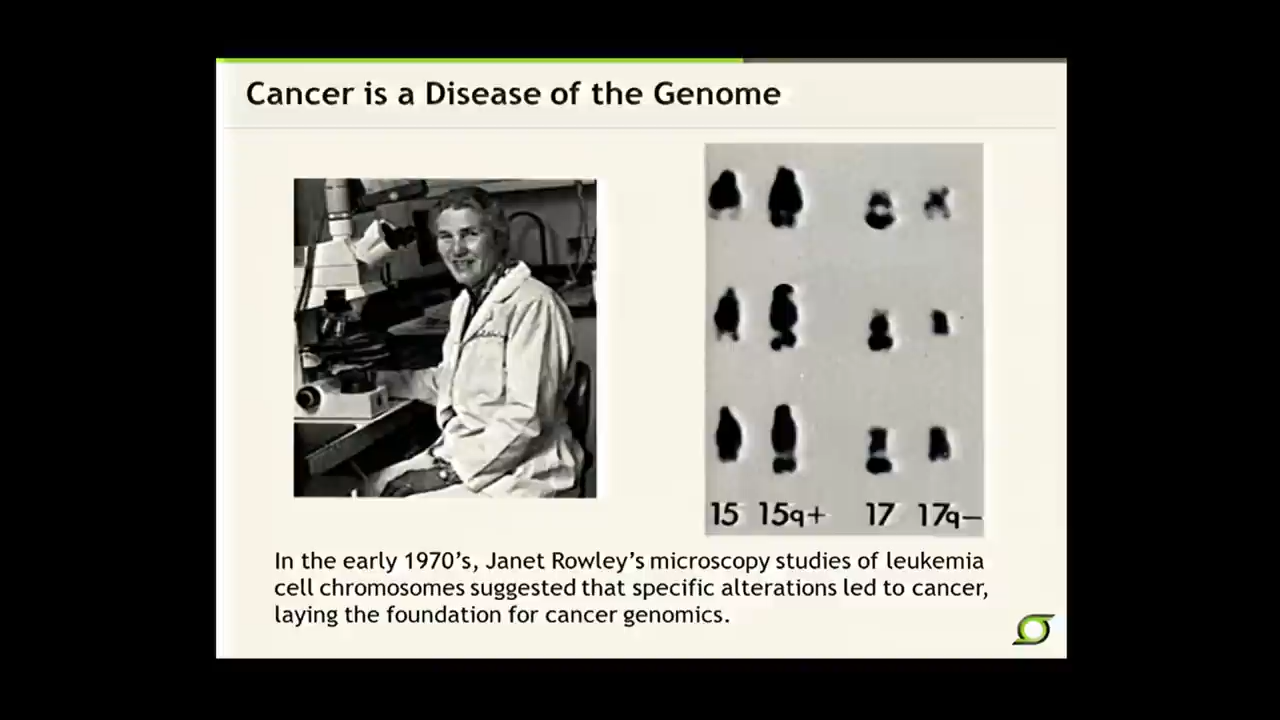 Cancer is a Disease of the Genome
15 15q+ 17 17q−
In the early 1970's, Janet Rowley's microscopy studies of leukemia
cell chromosomes suggested that specific alterations led to cancer,
laying the foundation for cancer genomics.